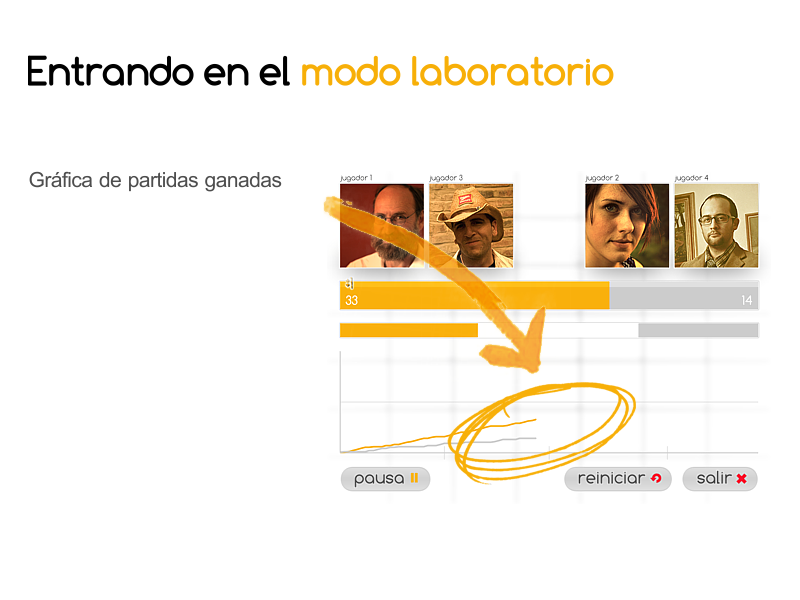 Entrando en el modo laboratorio
Gráfica de partidas ganadas
jugador 1
jugador 3
jugador 2
jugador 4
33
14
pausa
reiniciar
salir